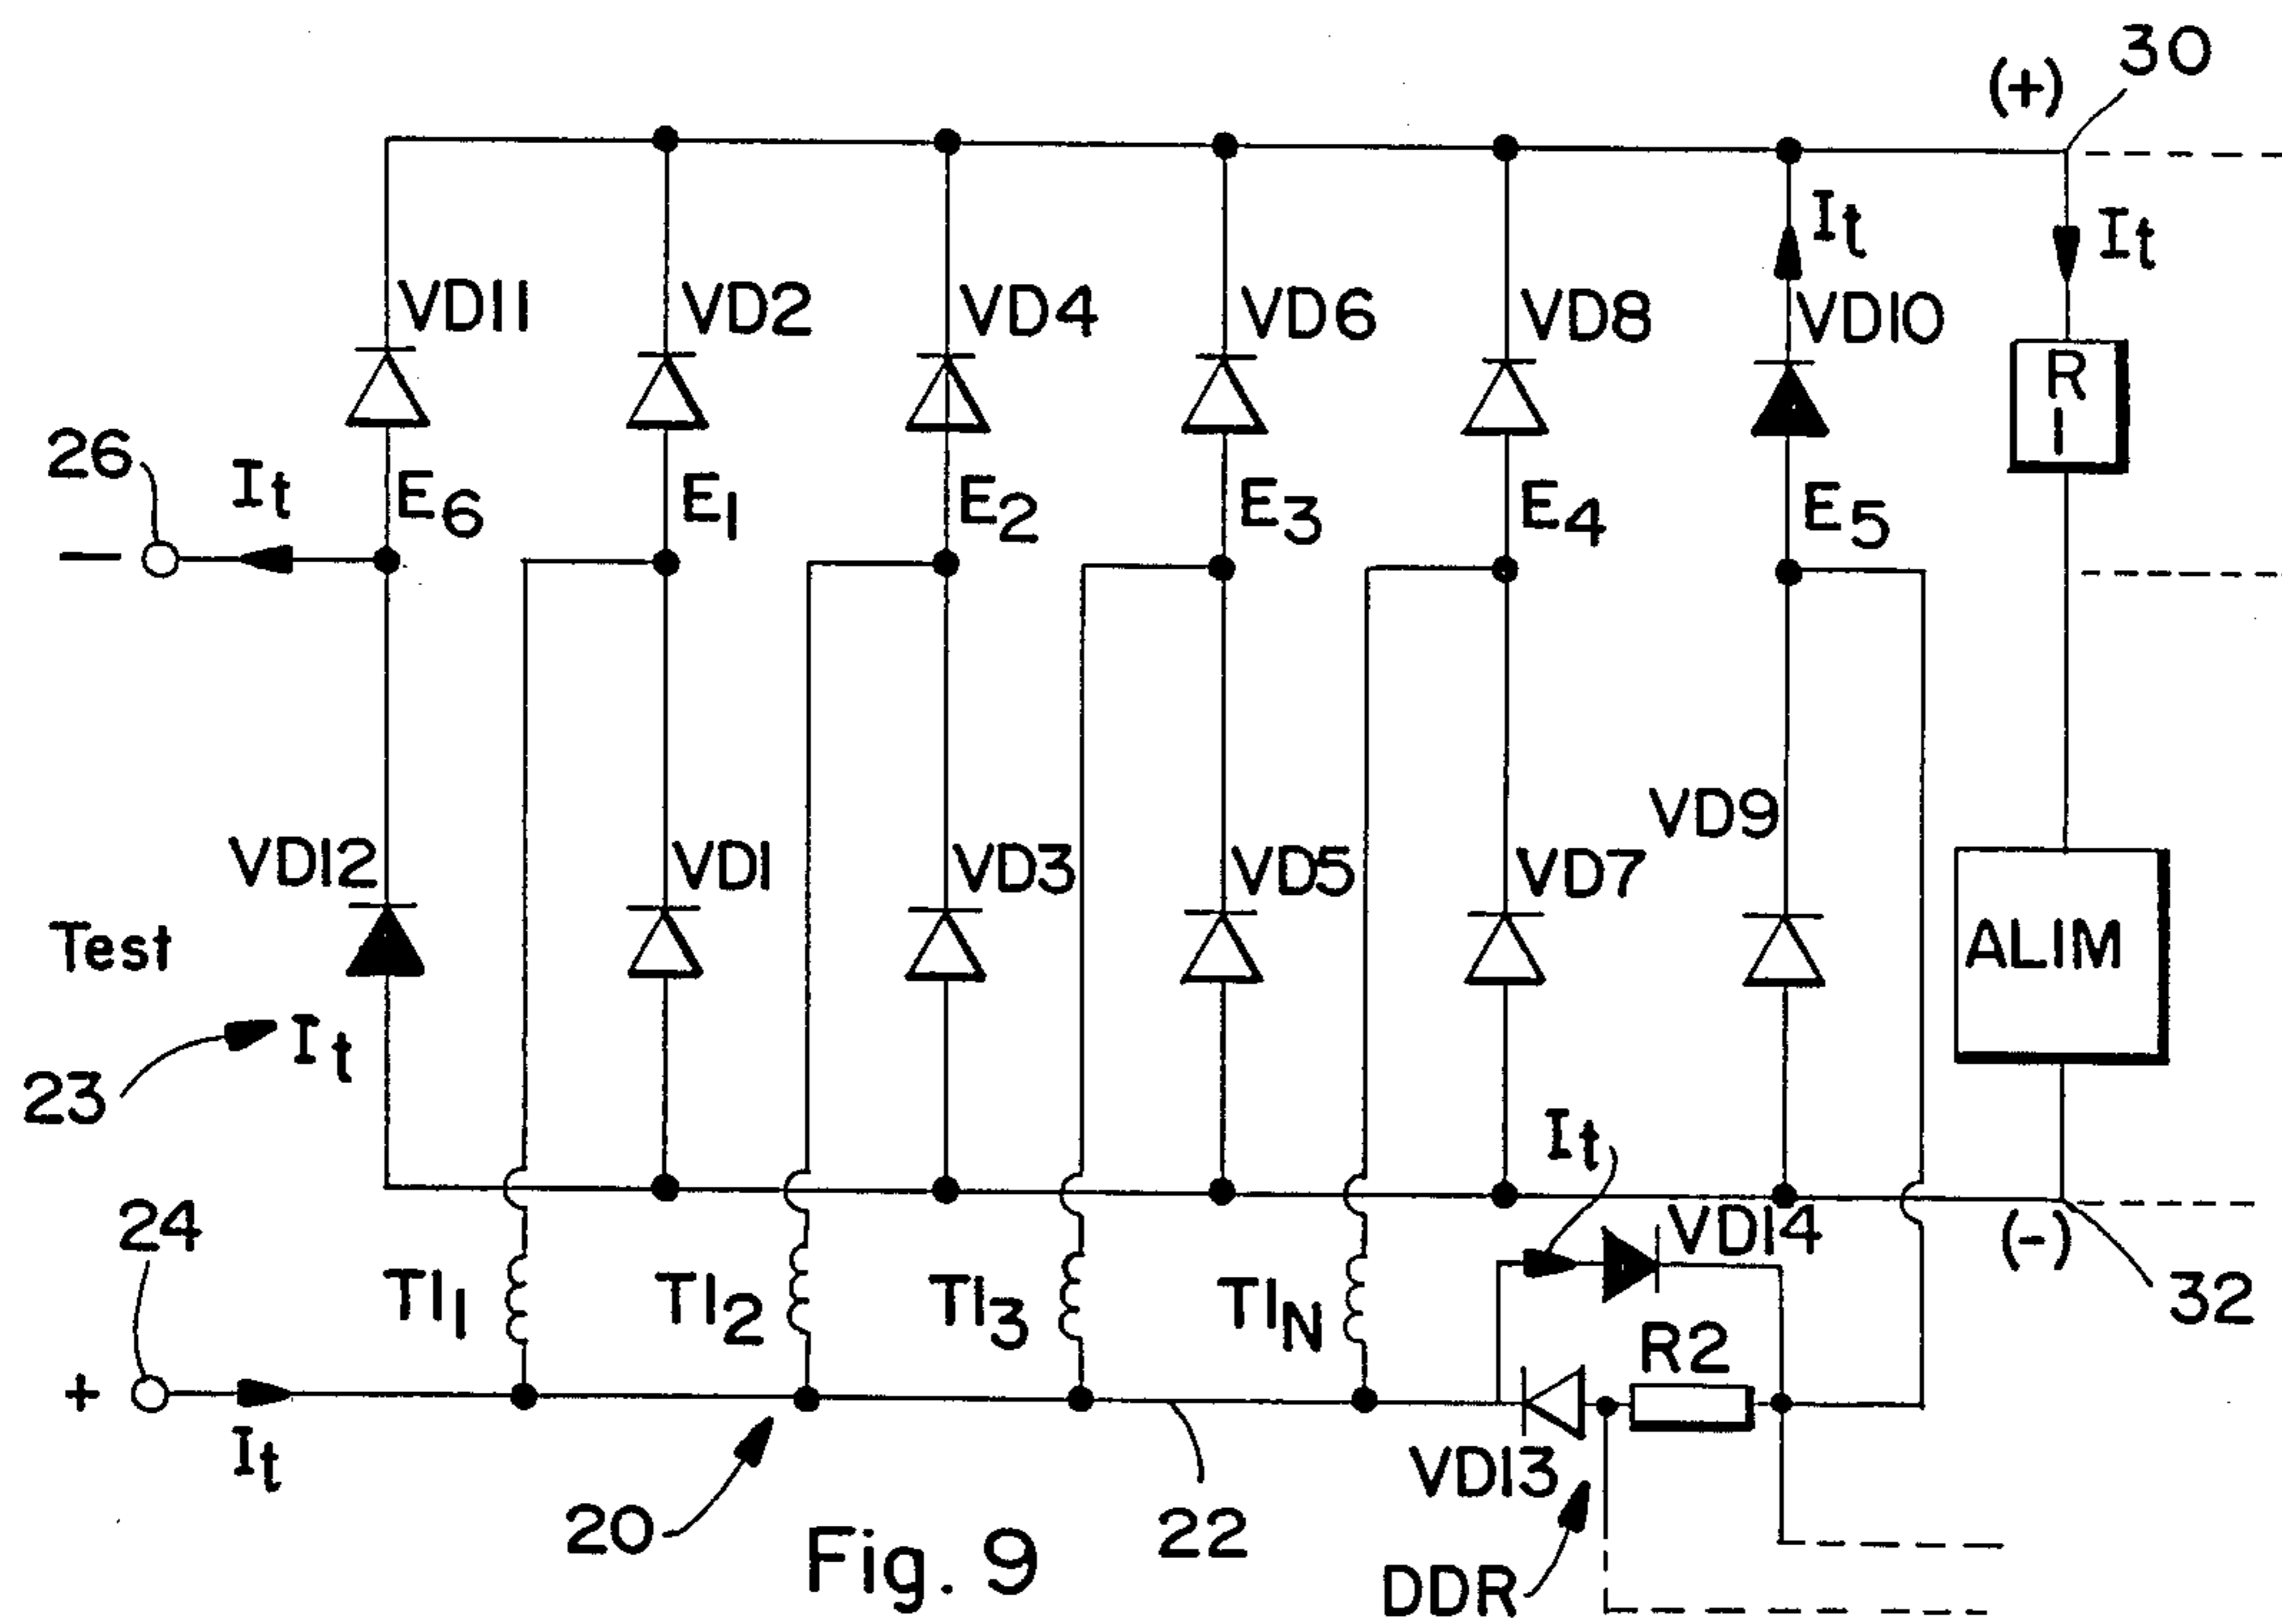 30
(+)
It
It
VD11
VD2
VD4
VD6
VD8
VD10
R
1
26
It
E6
E1
E2
E3
E4
E5
−
VD9
VD12
VD1
VD3
VD5
VD7
ALIM
Test
It
23
It
24
VD14
(-)
TI1
TI2
TI3
TIN
32
R2
+
It
VD13
20
22
Fig. 9
DDR